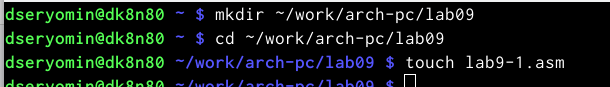 dseryomin@dk8n80 ~ $ mkdir ~/work/arch-pc/lab09
dseryomin@dk8n80 ~ $ cd ~/work/arch-pc/lab09
dseryomin@dk8n80 ~/work/arch-pc/lab09 $ touch lab9-1.asm
dseryomin@dk8n80 ~/work/arch-pc/lab09 $